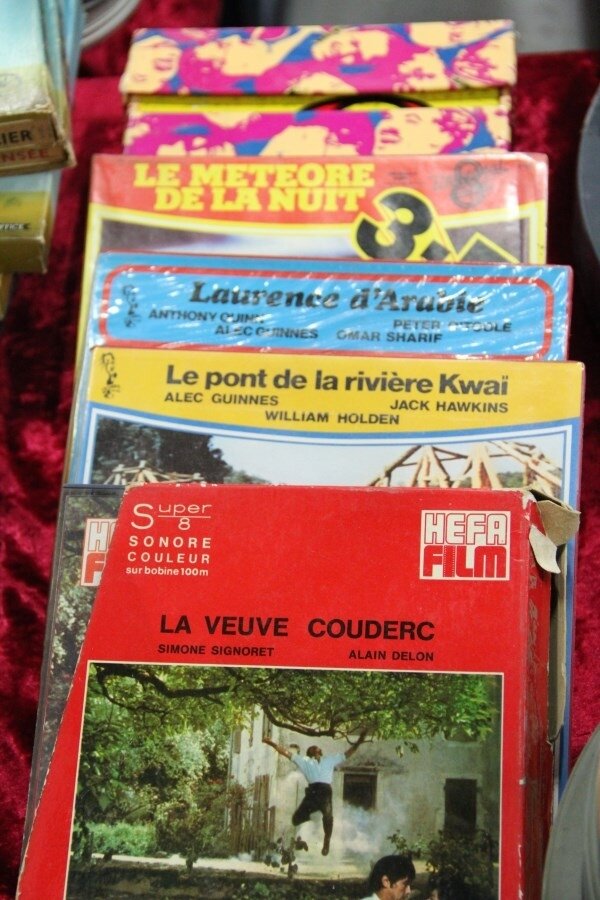 LE METEORE
DE LA NUIT
8
3
Laurence d'Arabie
ANTHONY QUINN PETER O'TOOLE
ALEC GUINNES OMAR SHARIF
Le pont de la rivière Kwaï
ALEC GUINNES JACK HAWKINS
WILLIAM HOLDEN
Super
8
SONORE
COULEUR
sur bobine 100m
HEFA
FILM
LA VEUVE COUDERC
SIMONE SIGNORET ALAIN DELON